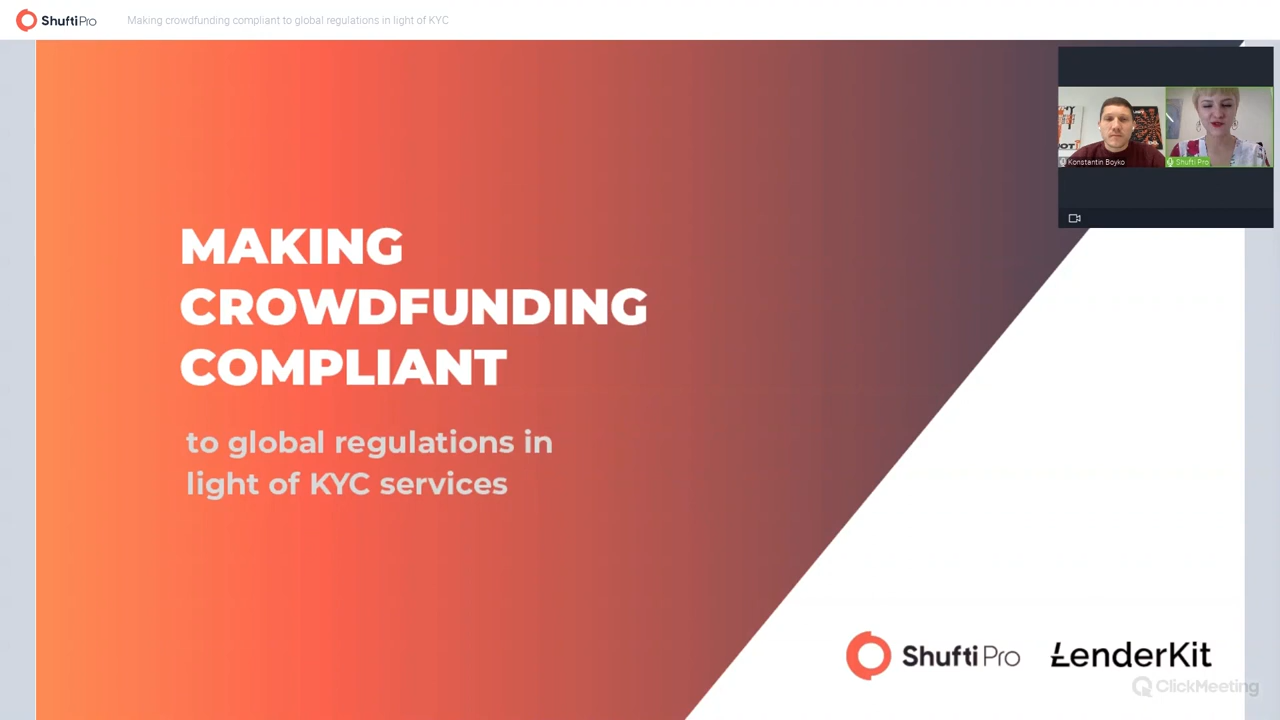 ShuftiPro
Making crowdfunding compliant to global regulations in light of KYC
Konstantin Boyko
Shufti Pro
MAKING
CROWDFUNDING
COMPLIANT
to global regulations in
light of KYC services
ShuftiPro
LenderKit
ClickMeeting